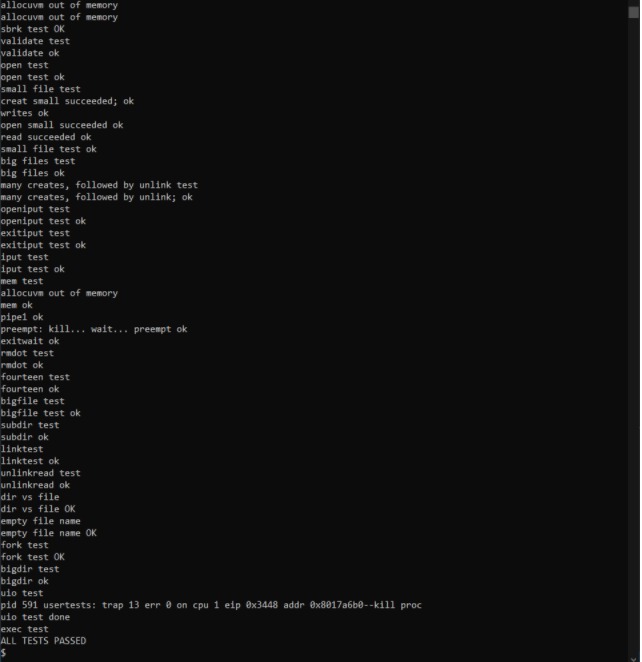 allocuvm out of memory
allocuvm out of memory
sbrk test OK
validate test
validate ok
open test
open test ok
small file test
creat small succeeded; ok
writes ok
open small succeeded ok
read succeeded ok
small file test ok
big files test
big files ok
many creates, followed by unlink test
many creates, followed by unlink; ok
openiput test
openiput test ok
exitiput test
exitiput test ok
iput test
iput test ok
mem test
allocuvm out of memory
mem ok
pipe1 ok
preempt: kill... wait... preempt ok
exitwait ok
rmdot test
rmdot ok
fourteen test
fourteen ok
bigfile test
bigfile test ok
subdir test
subdir ok
linktest
linktest ok
unlinkread test
unlinkread ok
dir vs file
dir vs file OK
empty file name
empty file name OK
fork test
fork test OK
bigdir test
bigdir ok
uio test
pid 591 usertests: trap 13 err 0 on cpu 1 eip 0x3448 addr 0x8017a6b0--kill proc
uio test done
exec test
ALL TESTS PASSED
$